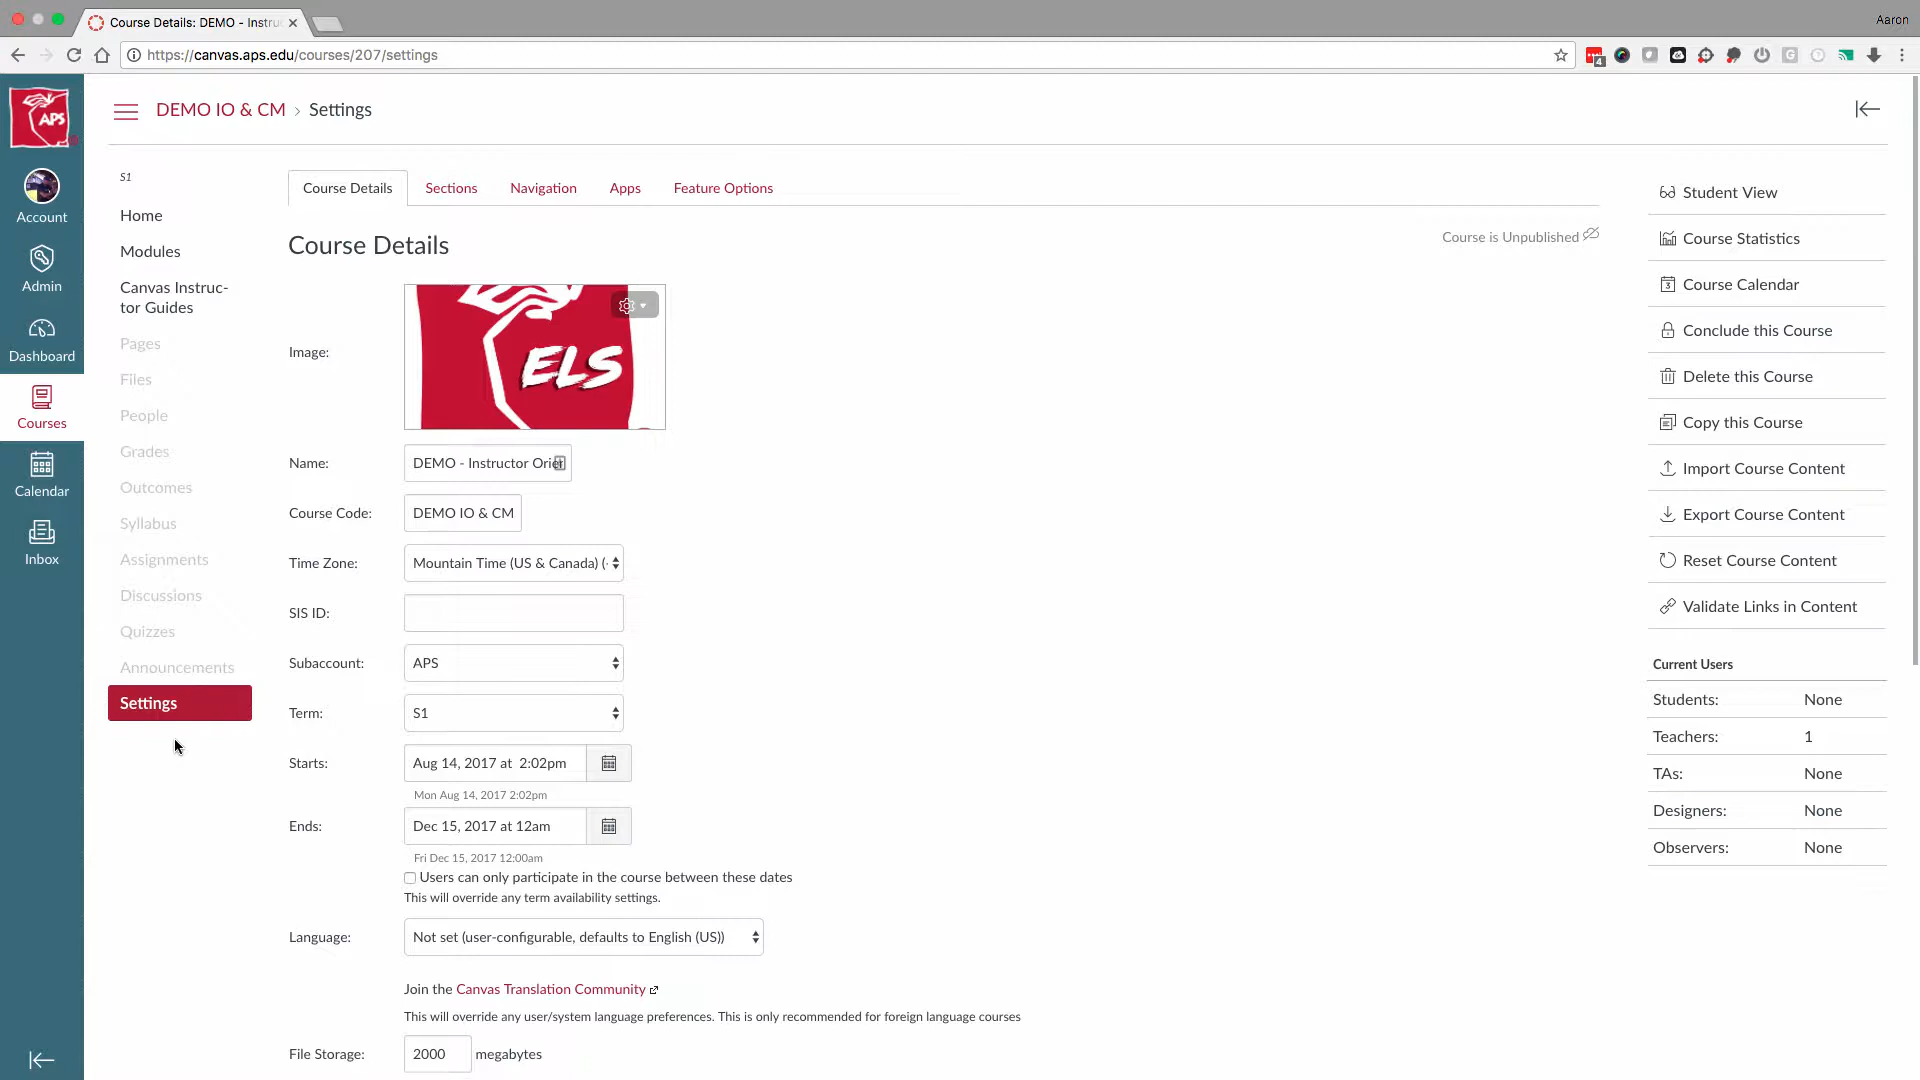 Course Details: DEMO - Instru
Aaron
https://canvas.aps.edu/courses/207/settings
4
APS
DEMO IO & CM › Settings
Account
Admin
Dashboard
Courses
Calendar
Inbox
S1
Home
Modules
Canvas Instruc-
tor Guides
Pages
Files
People
Grades
Outcomes
Syllabus
Assignments
Discussions
Quizzes
Announcements
Settings
Course Details
Sections
Navigation
Apps
Feature Options
Course Details
Course is Unpublished
Image:
ELS
Name:
DEMO - Instructor Orie
Course Code:
DEMO IO & CM
Time Zone:
Mountain Time (US & Canada) (-
SIS ID:
Subaccount:
APS
Term:
S1
Starts:
Aug 14, 2017 at 2:02pm
Mon Aug 14, 2017 2:02pm
Ends:
Dec 15, 2017 at 12am
Fri Dec 15, 2017 12:00am
Users can only participate in the course between these dates
This will override any term availability settings.
Language:
Not set (user-configurable, defaults to English (US))
Join the Canvas Translation Community
This will override any user/system language preferences. This is only recommended for foreign language courses
File Storage:
2000 megabytes
Student View
Course Statistics
Course Calendar
Conclude this Course
Delete this Course
Copy this Course
Import Course Content
Export Course Content
Reset Course Content
Validate Links in Content
Current Users
Students: None
Teachers: 1
TAs: None
Designers: None
Observers: None